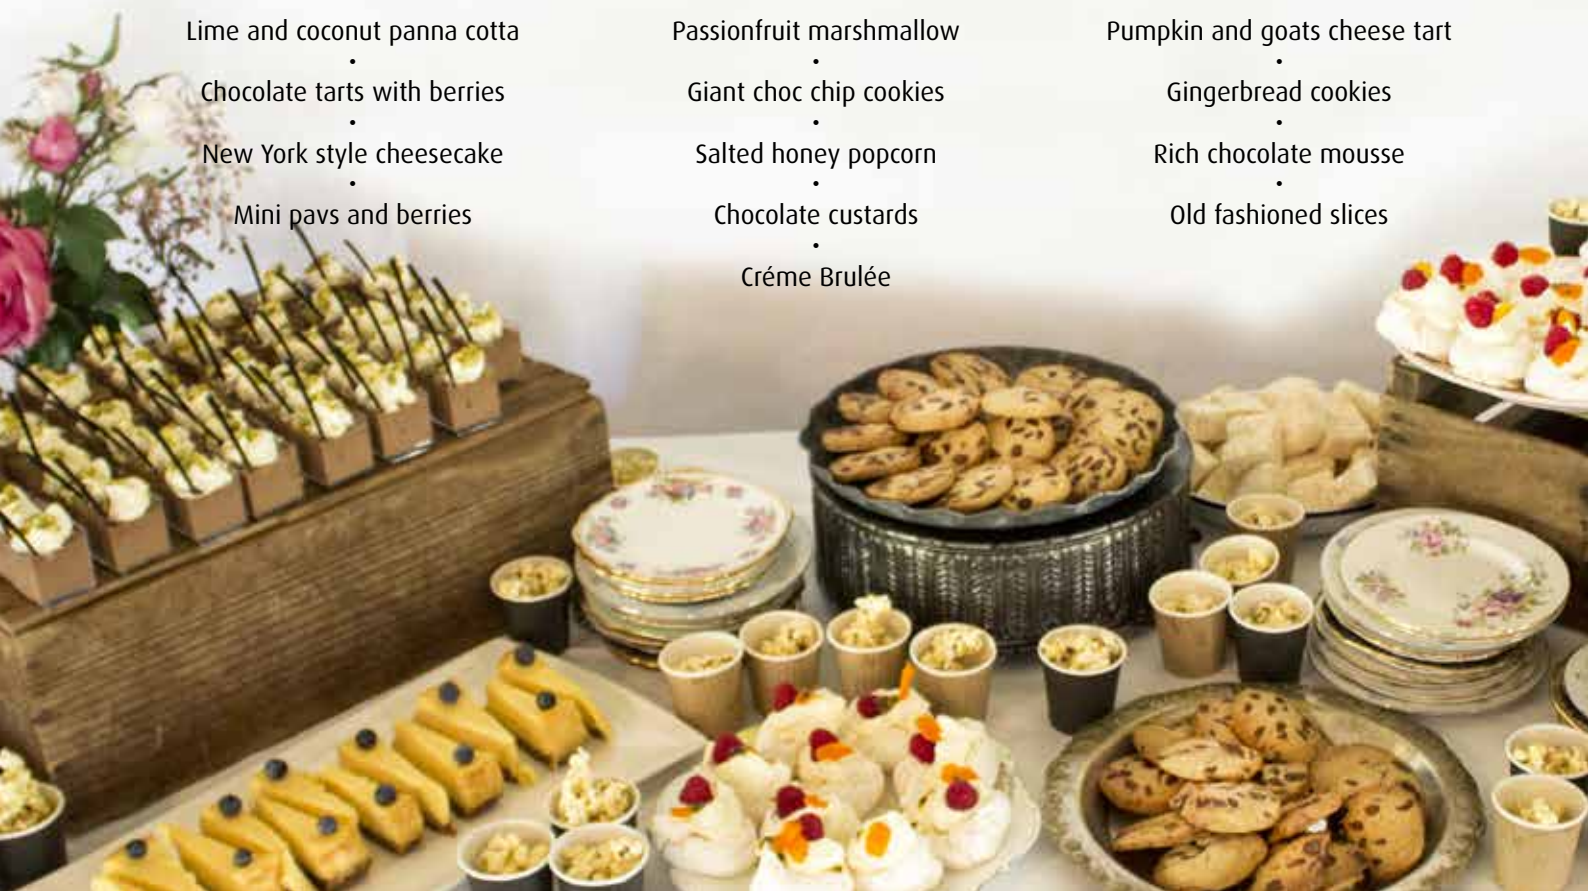 Lime and coconut panna cotta
•
Chocolate tarts with berries
•
New York style cheesecake
•
Mini pavs and berries
Passionfruit marshmallow
•
Giant choc chip cookies
•
Salted honey popcorn
•
Chocolate custards
•
Créme Brulée
Pumpkin and goats cheese tart
•
Gingerbread cookies
•
Rich chocolate mousse
•
Old fashioned slices